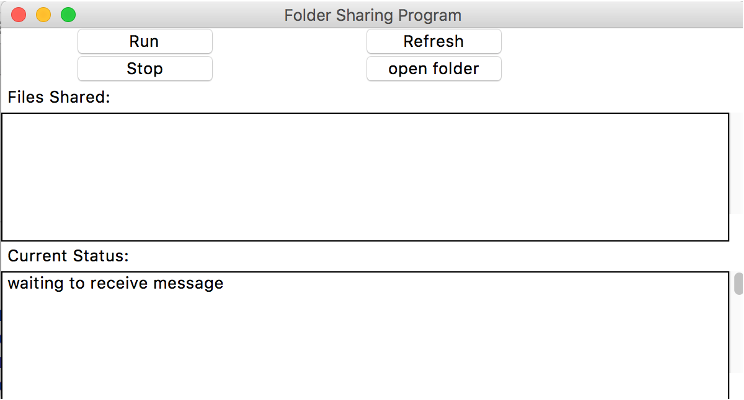 Folder Sharing Program
Run Refresh
Stop open folder
Files Shared:
Current Status:
waiting to receive message